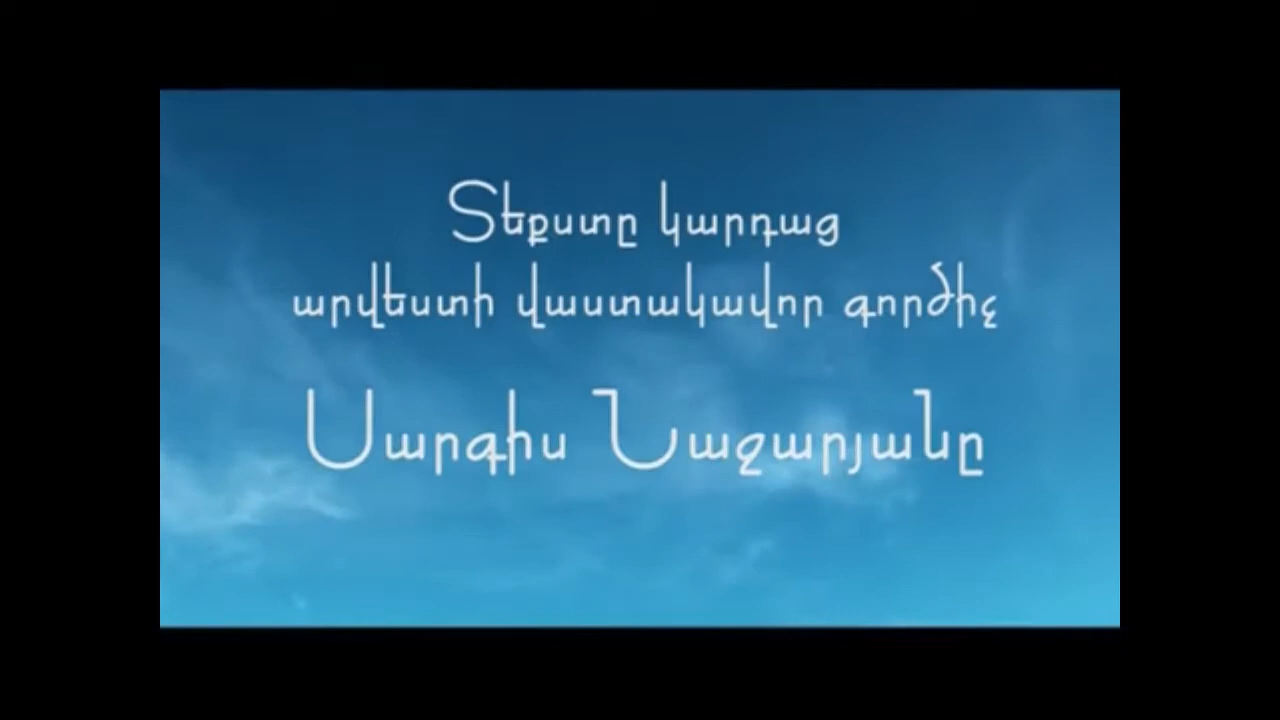 Տեքստը կարդաց
արվեստի վաստակավոր գործիչ
Սարգիս Նաջարյանը